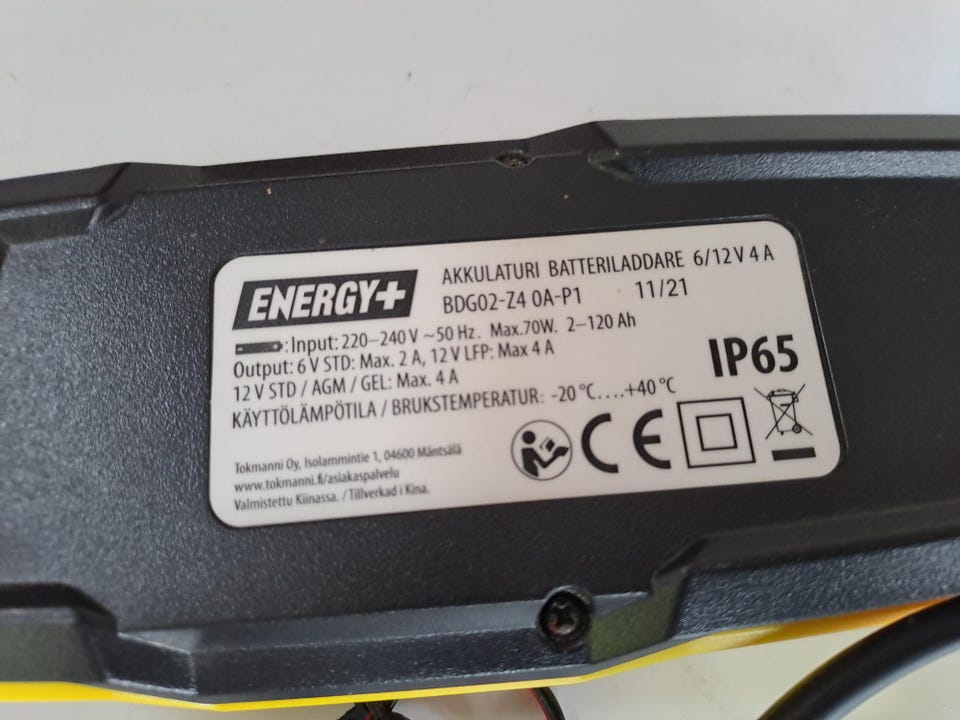 ENERGY+
AKKULATURI BATTERILADDARE 6/12 V 4 A
BDG02-Z4 0A-P1 11/21
: Input: 220–240 V ~50 Hz. Max.70W. 2–120 Ah
Output: 6 V STD: Max. 2 A, 12 V LFP: Max 4 A
12 V STD / AGM / GEL: Max. 4 A
IP65
KÄYTTÖLÄMPÖTILA / BRUKSTEMPERATUR: -20 °C....+40 °C
CE
Tokmanni Oy, Isolammintie 1, 04600 Mäntsälä
www.tokmanni.fi/asiakaspalvelu
Valmistettu Kiinassa. / Tillverkad i Kina.